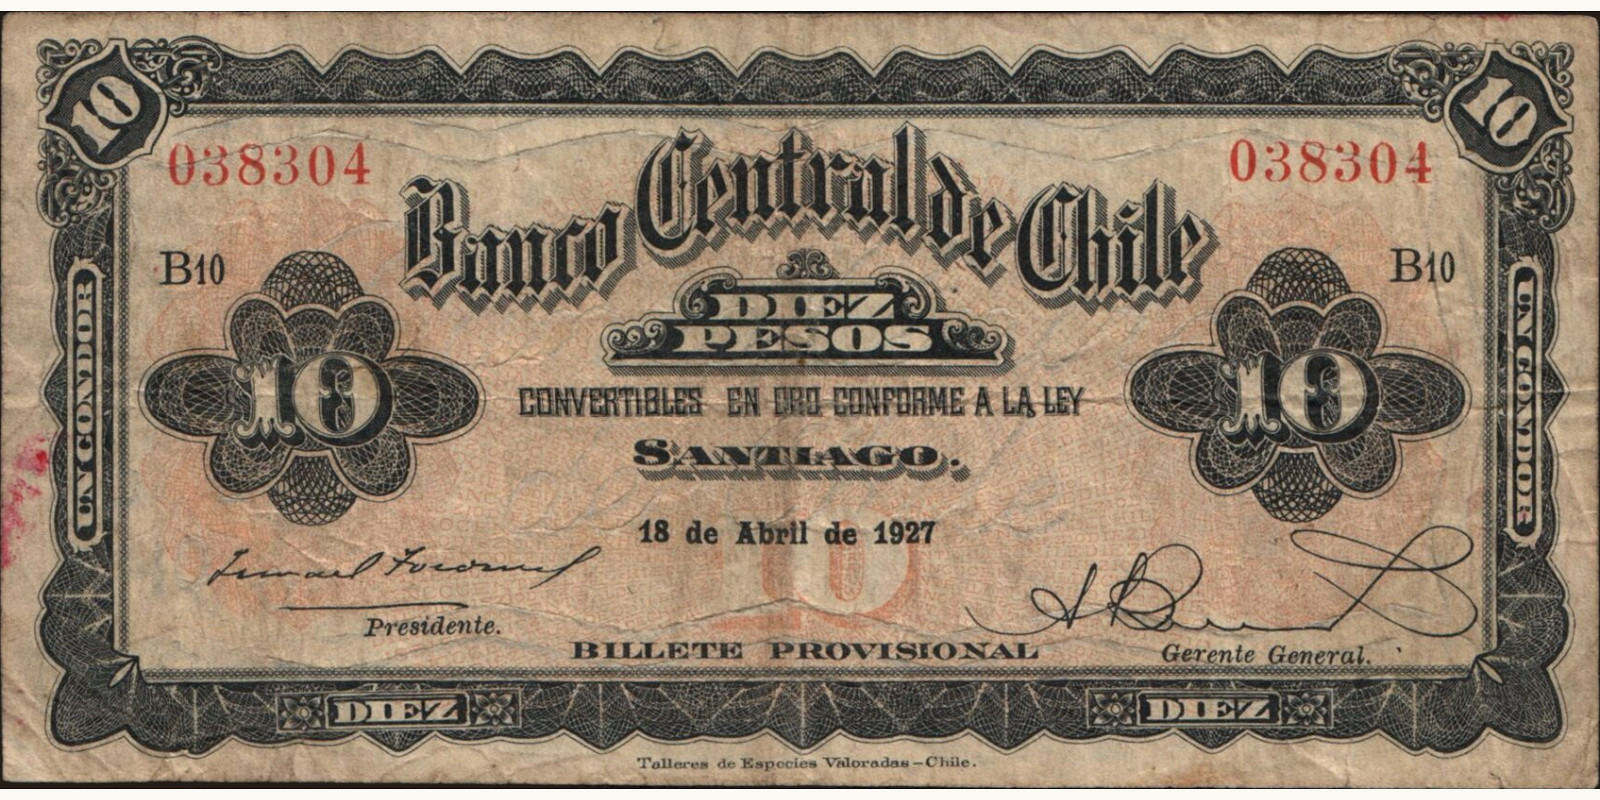 10 10
038304 038304
Banco Central de Chile
B10 B10
DIEZ
PESOS
UN CONDOR UN CONDOR
10 10
CONVERTIBLES EN ORO CONFORME A LA LEY
SANTIAGO.
18 de Abril de 1927
10
Presidente.
BILLETE PROVISIONAL
Gerente General.
DIEZ DIEZ
Talleres de Especies Valoradas–Chile.